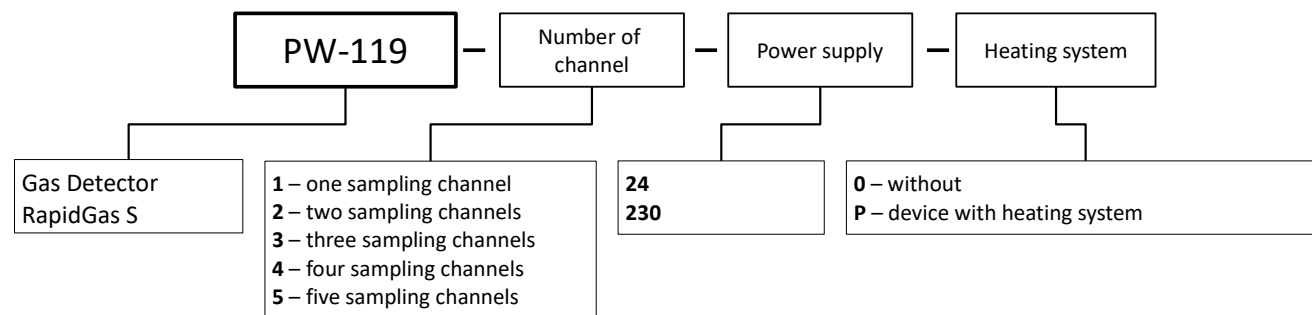 PW-119 – Number of channel – Power supply – Heating system
Gas Detector
RapidGas S
1 – one sampling channel
2 – two sampling channels
3 – three sampling channels
4 – four sampling channels
5 – five sampling channels
24
230
0 – without
P – device with heating system